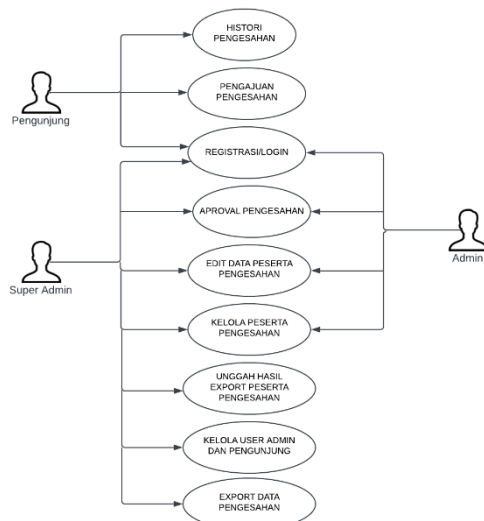 HISTORI
PENGESAHAN
PENGAJUAN
PENGESAHAN
Pengunjung
REGISTRASI/LOGIN
APROVAL PENGESAHAN
Admin
EDIT DATA PESERTA
PENGESAHAN
Super Admin
KELOLA PESERTA
PENGESAHAN
UNGGAH HASIL
EXPORT PESERTA
PENGESAHAN
KELOLA USER ADMIN
DAN PENGUNJUNG
EXPORT DATA
PENGESAHAN